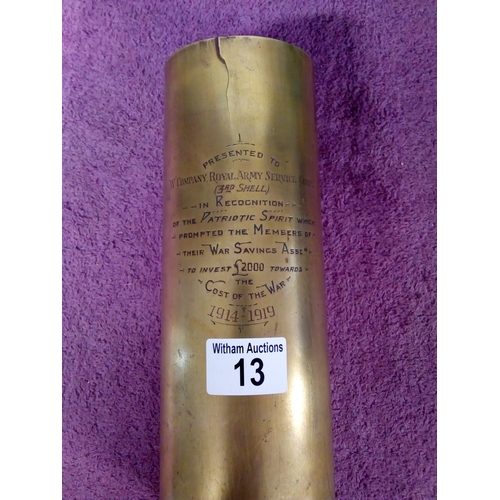 PRESENTED TO
COMPANY ROYAL ARMY SERVICE
(3RD SHELL)
IN RECOGNITION
OF THE PATRIOTIC SPIRIT WHICH
PROMPTED THE MEMBERS OF
THEIR WAR SAVINGS ASSN
TO INVEST £2000 TOWARDS
THE
COST OF THE WAR
1914-1919
Witham Auctions
13